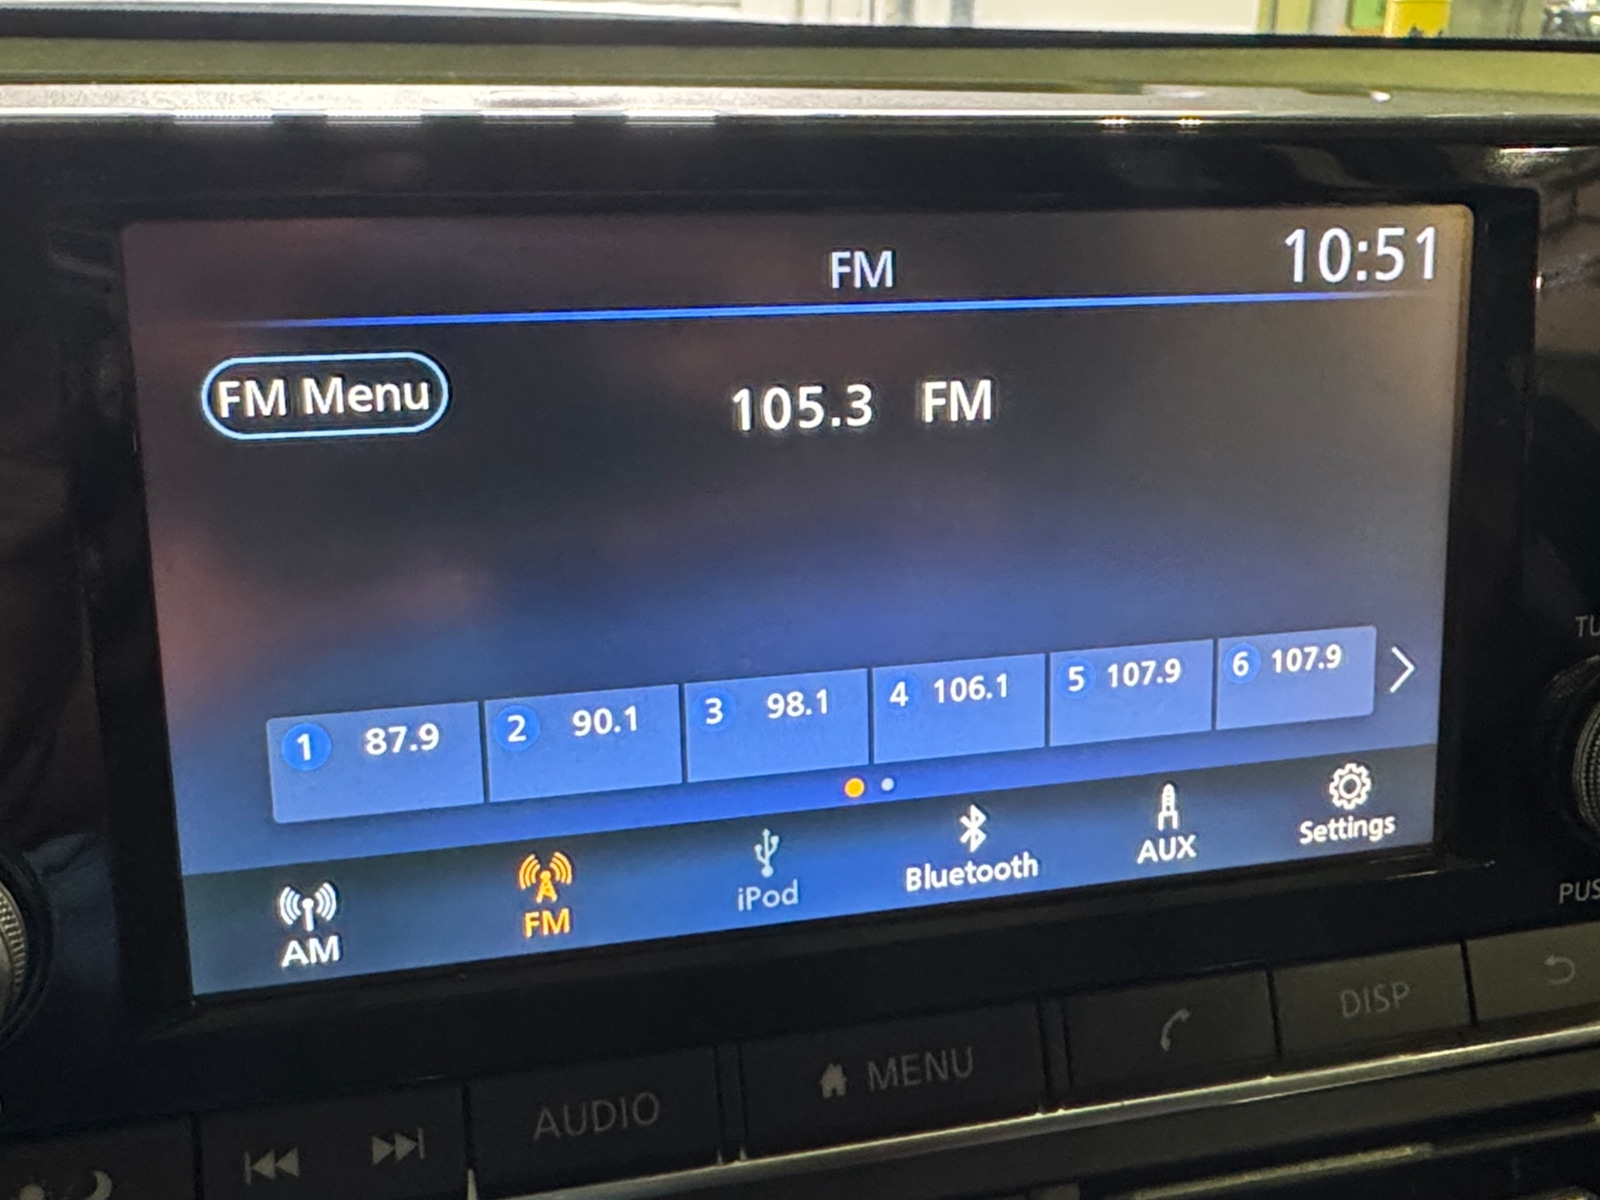 FM 10:51
FM Menu 105.3 FM
1 87.9 2 90.1 3 98.1 4 106.1 5 107.9 6 107.9
AM FM iPod Bluetooth AUX Settings
AUDIO MENU DISP